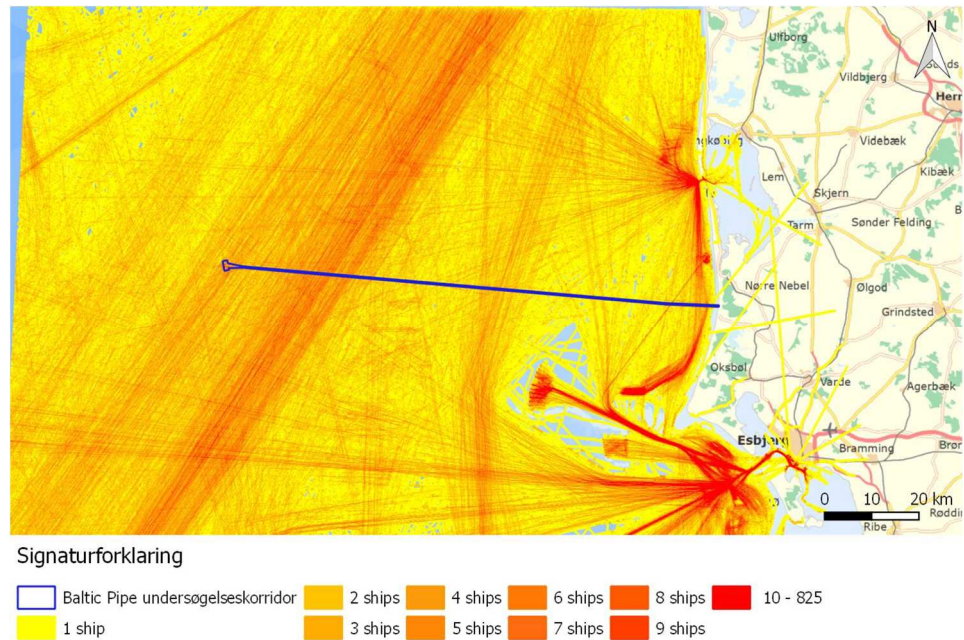 Ulfborg
N
Vildbjerg
Herr
Videbæk
Kibæk
Lem
Skjern
Tarm
Sønder Felding
Nørre Nebel
Ølgod
Grindsted
Oksbøl
Varde
Agerbæk
Esbjerg
Bramming
Brør
0 10 20 km
Ribe
Røddin
Signaturforklaring
Baltic Pipe undersøgelseskorridor
2 ships
4 ships
6 ships
8 ships
10 - 825
1 ship
3 ships
5 ships
7 ships
9 ships